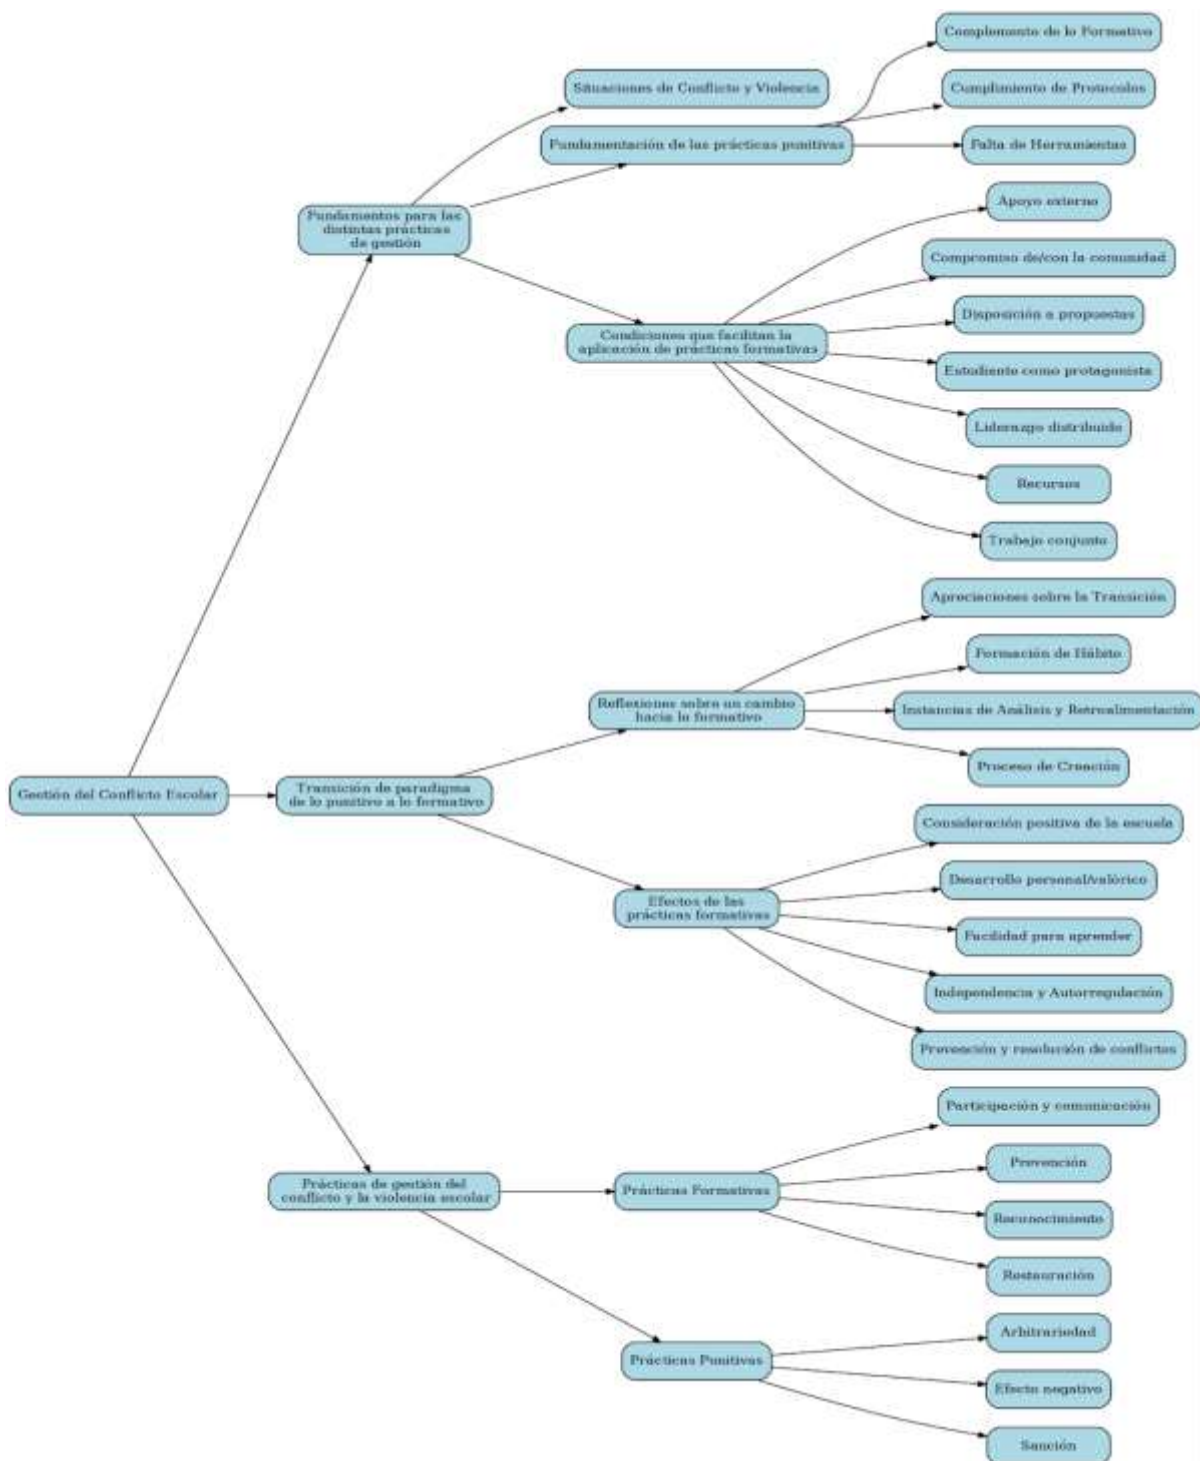 Complemento de lo Formativo
Situaciones de Conflicto y Violencia
Cumplimiento de Protocolos
Fundamentación de las prácticas punitivas
Falta de Herramientas
Apoyo externo
Fundamentos para las
distintas prácticas
de gestión
Compromiso de/con la comunidad
Disposición a propuestas
Condiciones que facilitan la
aplicación de prácticas formativas
Estudiante como protagonista
Liderazgo distribuido
Recursos
Trabajo conjunto
Apreciaciones sobre la Transición
Formación de Hábito
Reflexiones sobre un cambio
hacia lo formativo
Instancias de Análisis y Retroalimentación
Proceso de Creación
Gestión del Conflicto Escolar
Transición de paradigma
de lo punitivo a lo formativo
Consideración positiva de la escuela
Desarrollo personal/valórico
Efectos de las
prácticas formativas
Facilidad para aprender
Independencia y Autorregulación
Prevención y resolución de conflictos
Participación y comunicación
Prevención
Prácticas de gestión del
conflicto y la violencia escolar
Prácticas Formativas
Reconocimiento
Restauración
Arbitrariedad
Prácticas Punitivas
Efecto negativo
Sanción